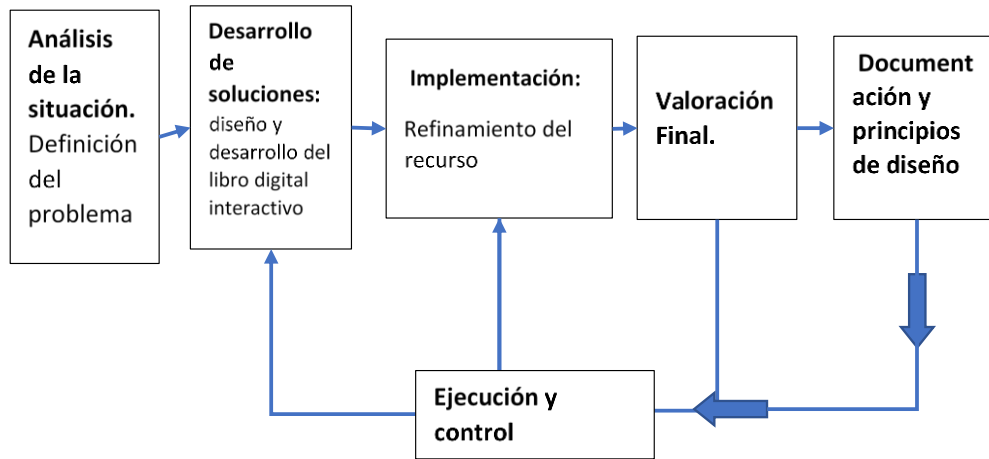 Análisis
de la
situación.
Definición
del
problema
Desarrollo
de
soluciones:
diseño y
desarrollo del
libro digital
interactivo
Implementación:
Refinamiento del
recurso
Valoración
Final.
Document
ación y
principios
de diseño
Ejecución y
control